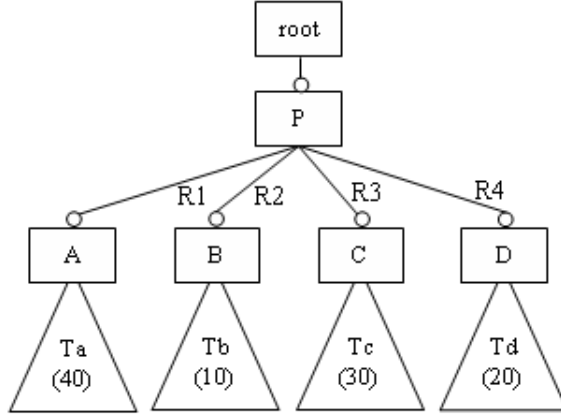 root
P
R1 R2 R3 R4
A B C D
Ta Tb Tc Td
(40) (10) (30) (20)